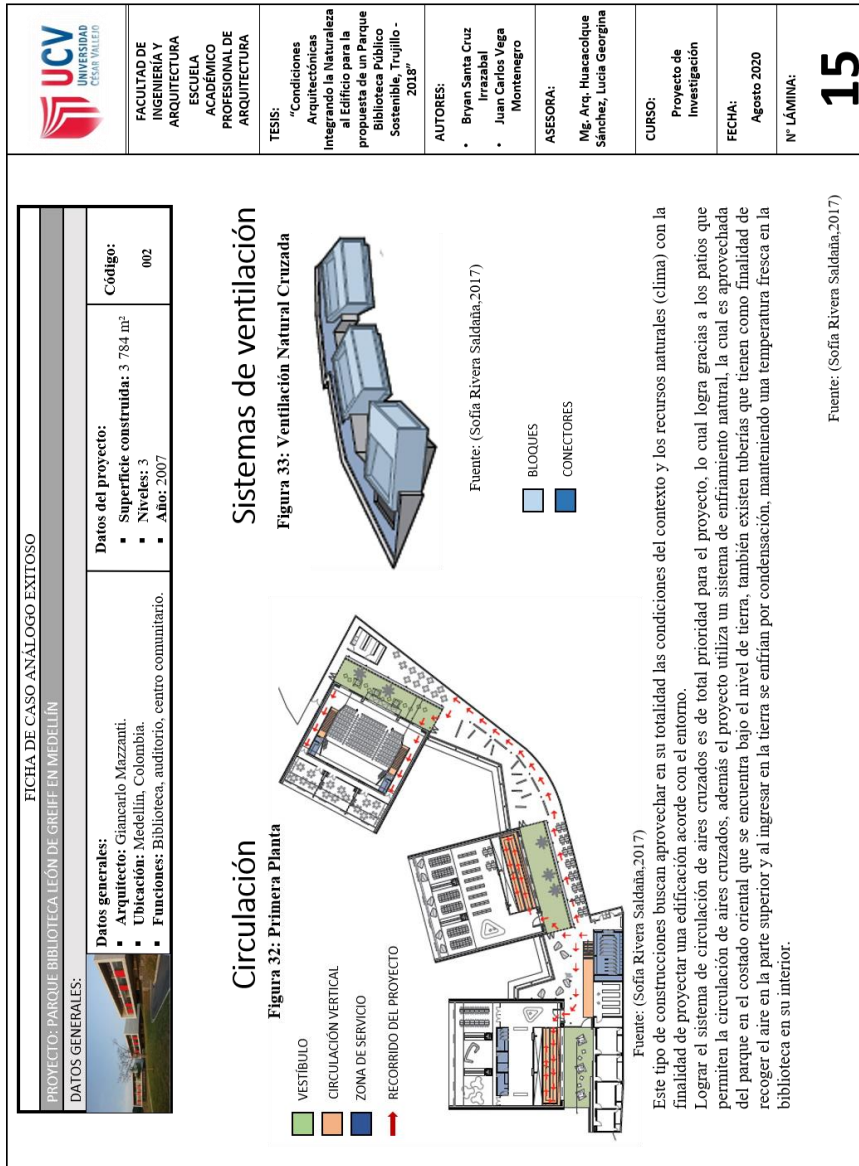 FICHA DE CASO ANÁLOGO EXITOSO
PROYECTO: PARQUE BIBLIOTECA LEÓN DE GREIFF EN MEDELLÍN
DATOS GENERALES:
Datos generales:
▪ Arquitecto: Giancarlo Mazzanti.
▪ Ubicación: Medellín, Colombia.
▪ Funciones: Biblioteca, auditorio, centro comunitario.
Datos del proyecto:
▪ Superficie construida: 3 784 m²
▪ Niveles: 3
▪ Año: 2007
Código:
002
Circulación
Figura 32: Primera Planta
VESTÍBULO
CIRCULACIÓN VERTICAL
ZONA DE SERVICIO
RECORRIDO DEL PROYECTO
Fuente: (Sofía Rivera Saldaña,2017)
Sistemas de ventilación
Figura 33: Ventilación Natural Cruzada
Fuente: (Sofía Rivera Saldaña,2017)
BLOQUES
CONECTORES
Este tipo de construcciones buscan aprovechar en su totalidad las condiciones del contexto y los recursos naturales (clima) con la
finalidad de proyectar una edificación acorde con el entorno.
Lograr el sistema de circulación de aires cruzados es de total prioridad para el proyecto, lo cual logra gracias a los patios que
permiten la circulación de aires cruzados, además el proyecto utiliza un sistema de enfriamiento natural, la cual es aprovechada
del parque en el costado oriental que se encuentra bajo el nivel de tierra, también existen tuberías que tienen como finalidad de
recoger el aire en la parte superior y al ingresar en la tierra se enfrían por condensación, manteniendo una temperatura fresca en la
biblioteca en su interior.
Fuente: (Sofía Rivera Saldaña,2017)
UCV
UNIVERSIDAD
CÉSAR VALLEJO
FACULTAD DE
INGENIERÍA Y
ARQUITECTURA
ESCUELA
ACADÉMICO
PROFESIONAL DE
ARQUITECTURA
TESIS:
"Condiciones
Arquitectónicas
Integrando la Naturaleza
al Edificio para la
propuesta de un Parque
Biblioteca Público
Sostenible, Trujillo -
2018"
AUTORES:
• Bryan Santa Cruz
Irrazabal
• Juan Carlos Vega
Montenegro
ASESORA:
Mg. Arq. Huacacolque
Sánchez, Lucia Georgina
CURSO:
Proyecto de
Investigación
FECHA:
Agosto 2020
N° LÁMINA:
15